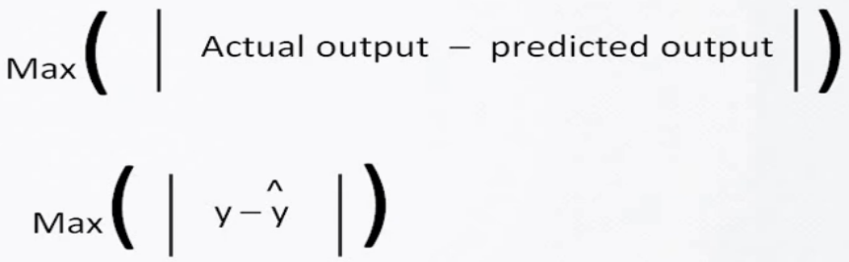 Max( | Actual output – predicted output | )
Max( | y – ŷ | )